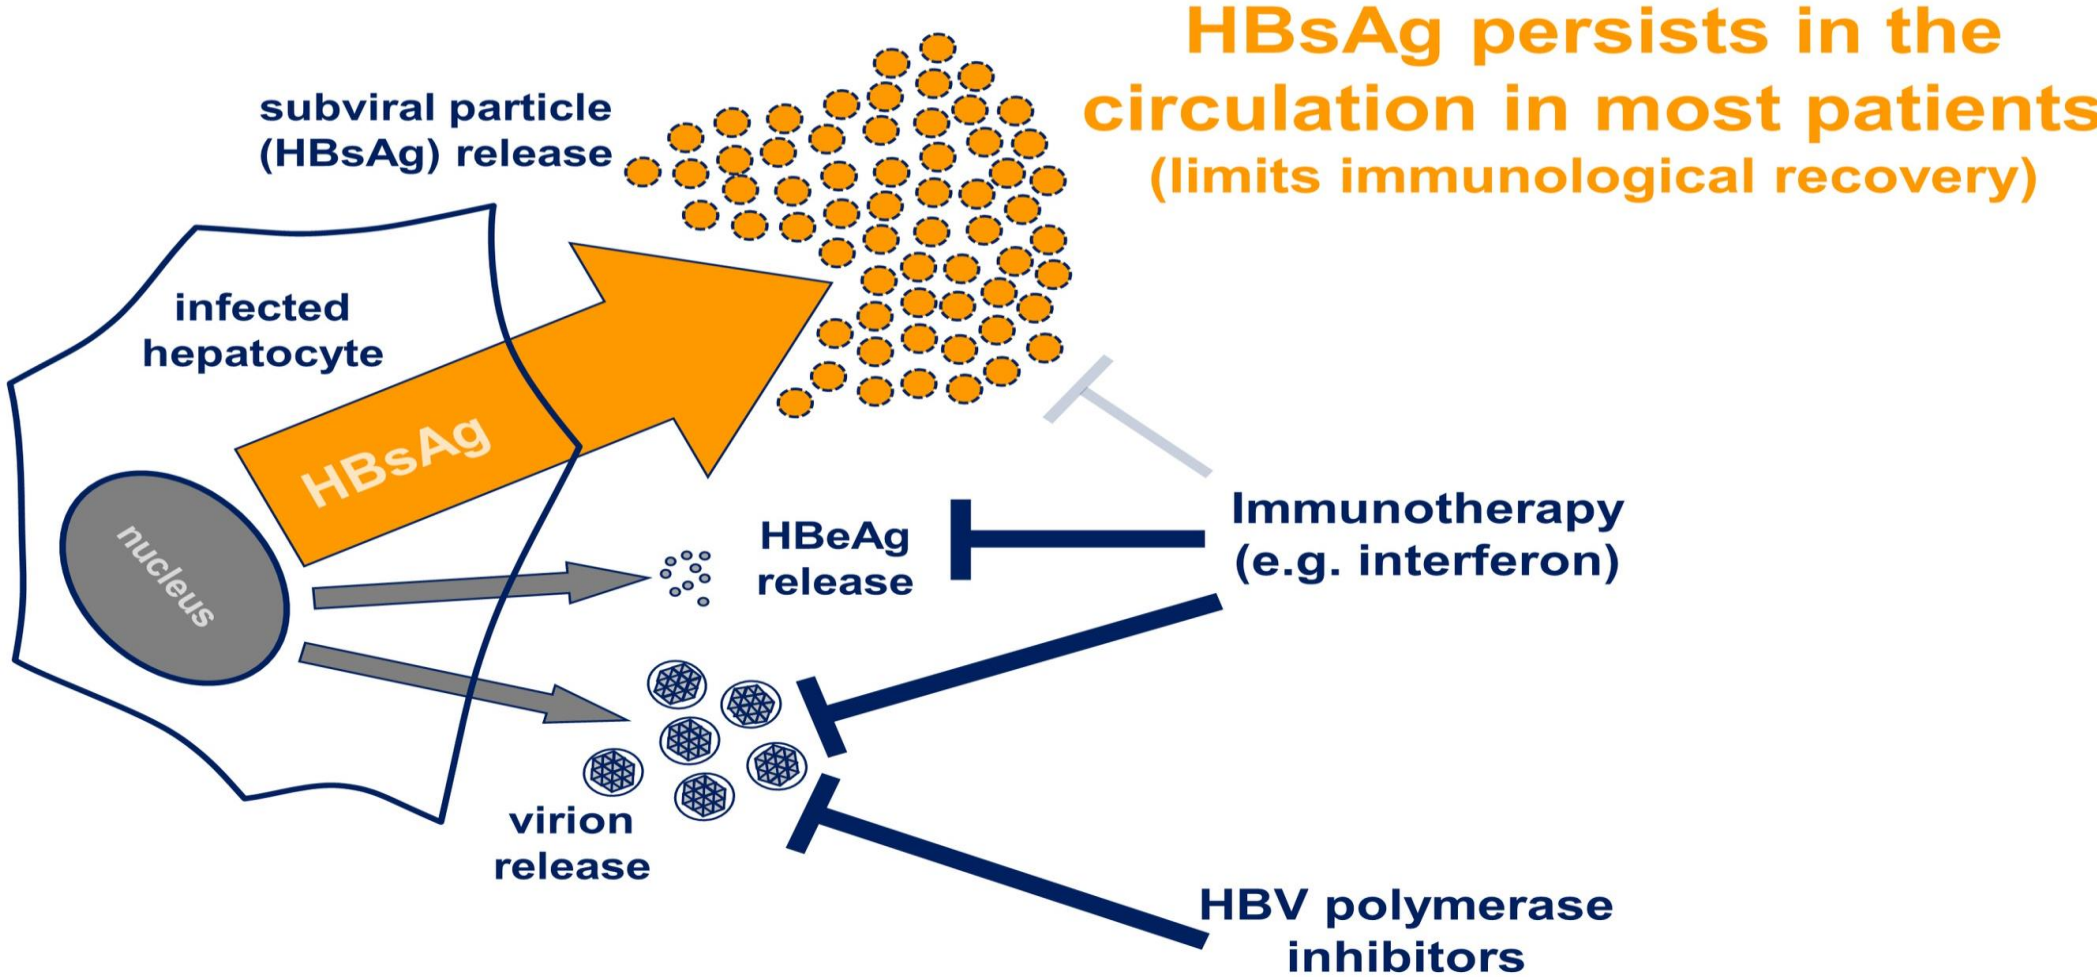 HBsAg persists in the
circulation in most patients
(limits immunological recovery)
subviral particle
(HBsAg) release
infected
hepatocyte
HBsAg
nucleus
HBeAg
release
Immunotherapy
(e.g. interferon)
virion
release
HBV polymerase
inhibitors